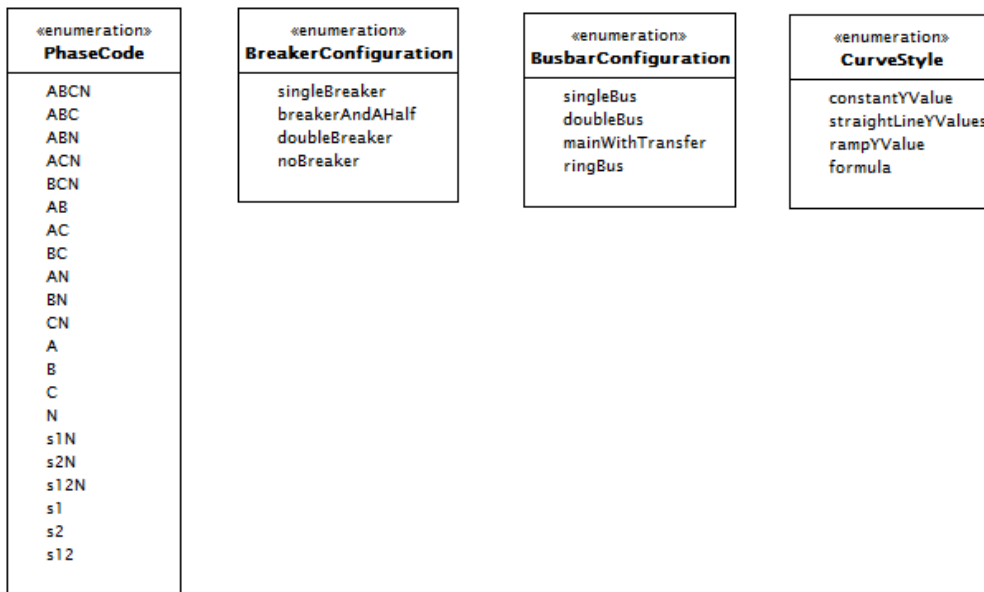 «enumeration»
PhaseCode
ABCN
ABC
ABN
ACN
BCN
AB
AC
BC
AN
BN
CN
A
B
C
N
s1N
s2N
s12N
s1
s2
s12
«enumeration»
BreakerConfiguration
singleBreaker
breakerAndAHalf
doubleBreaker
noBreaker
«enumeration»
BusbarConfiguration
singleBus
doubleBus
mainWithTransfer
ringBus
«enumeration»
CurveStyle
constantYValue
straightLineYValues
rampYValue
formula